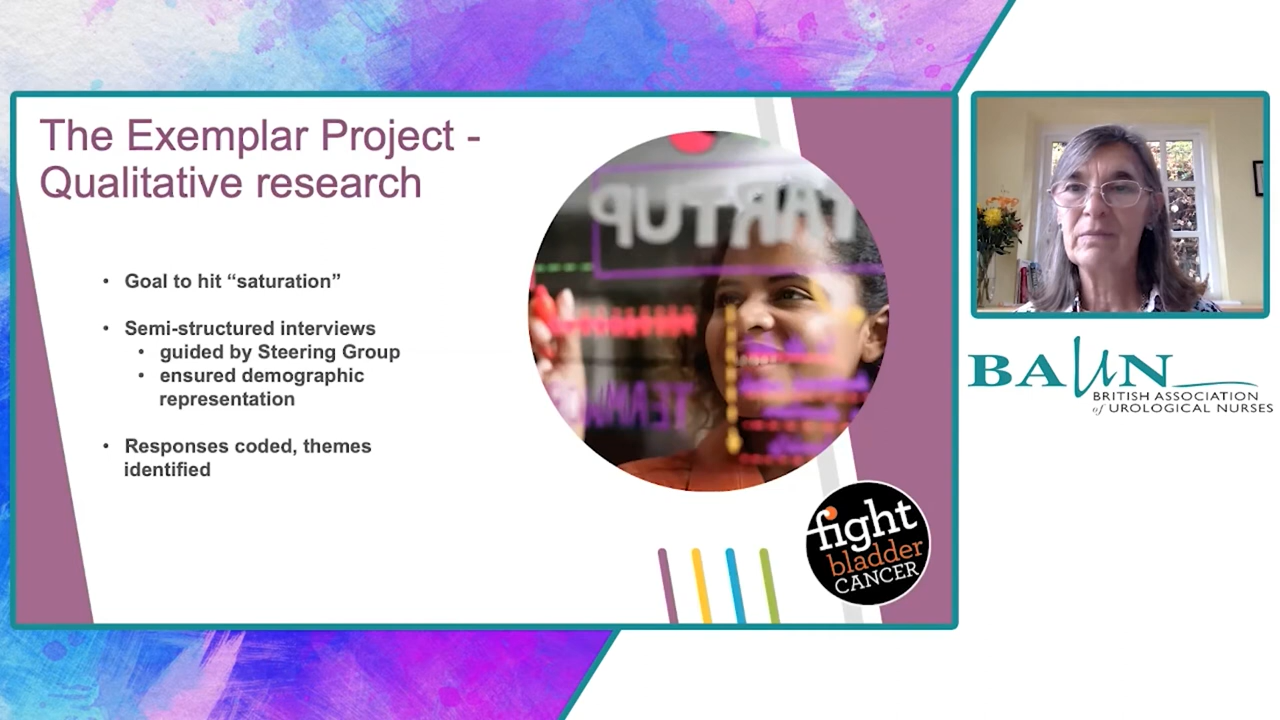 The Exemplar Project -
Qualitative research
• Goal to hit “saturation”
• Semi-structured interviews
• guided by Steering Group
• ensured demographic
representation
• Responses coded, themes
identified
STARTUP
fight
bladder
CANCER
BAUN
BRITISH ASSOCIATION
of UROLOGICAL NURSES